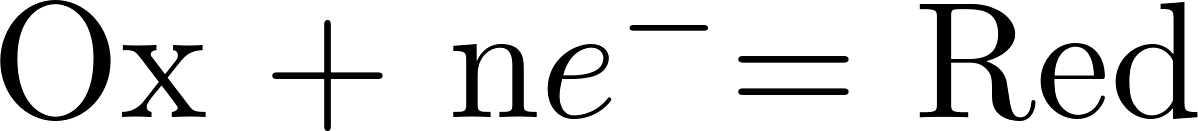 Ox + ne⁻ = Red